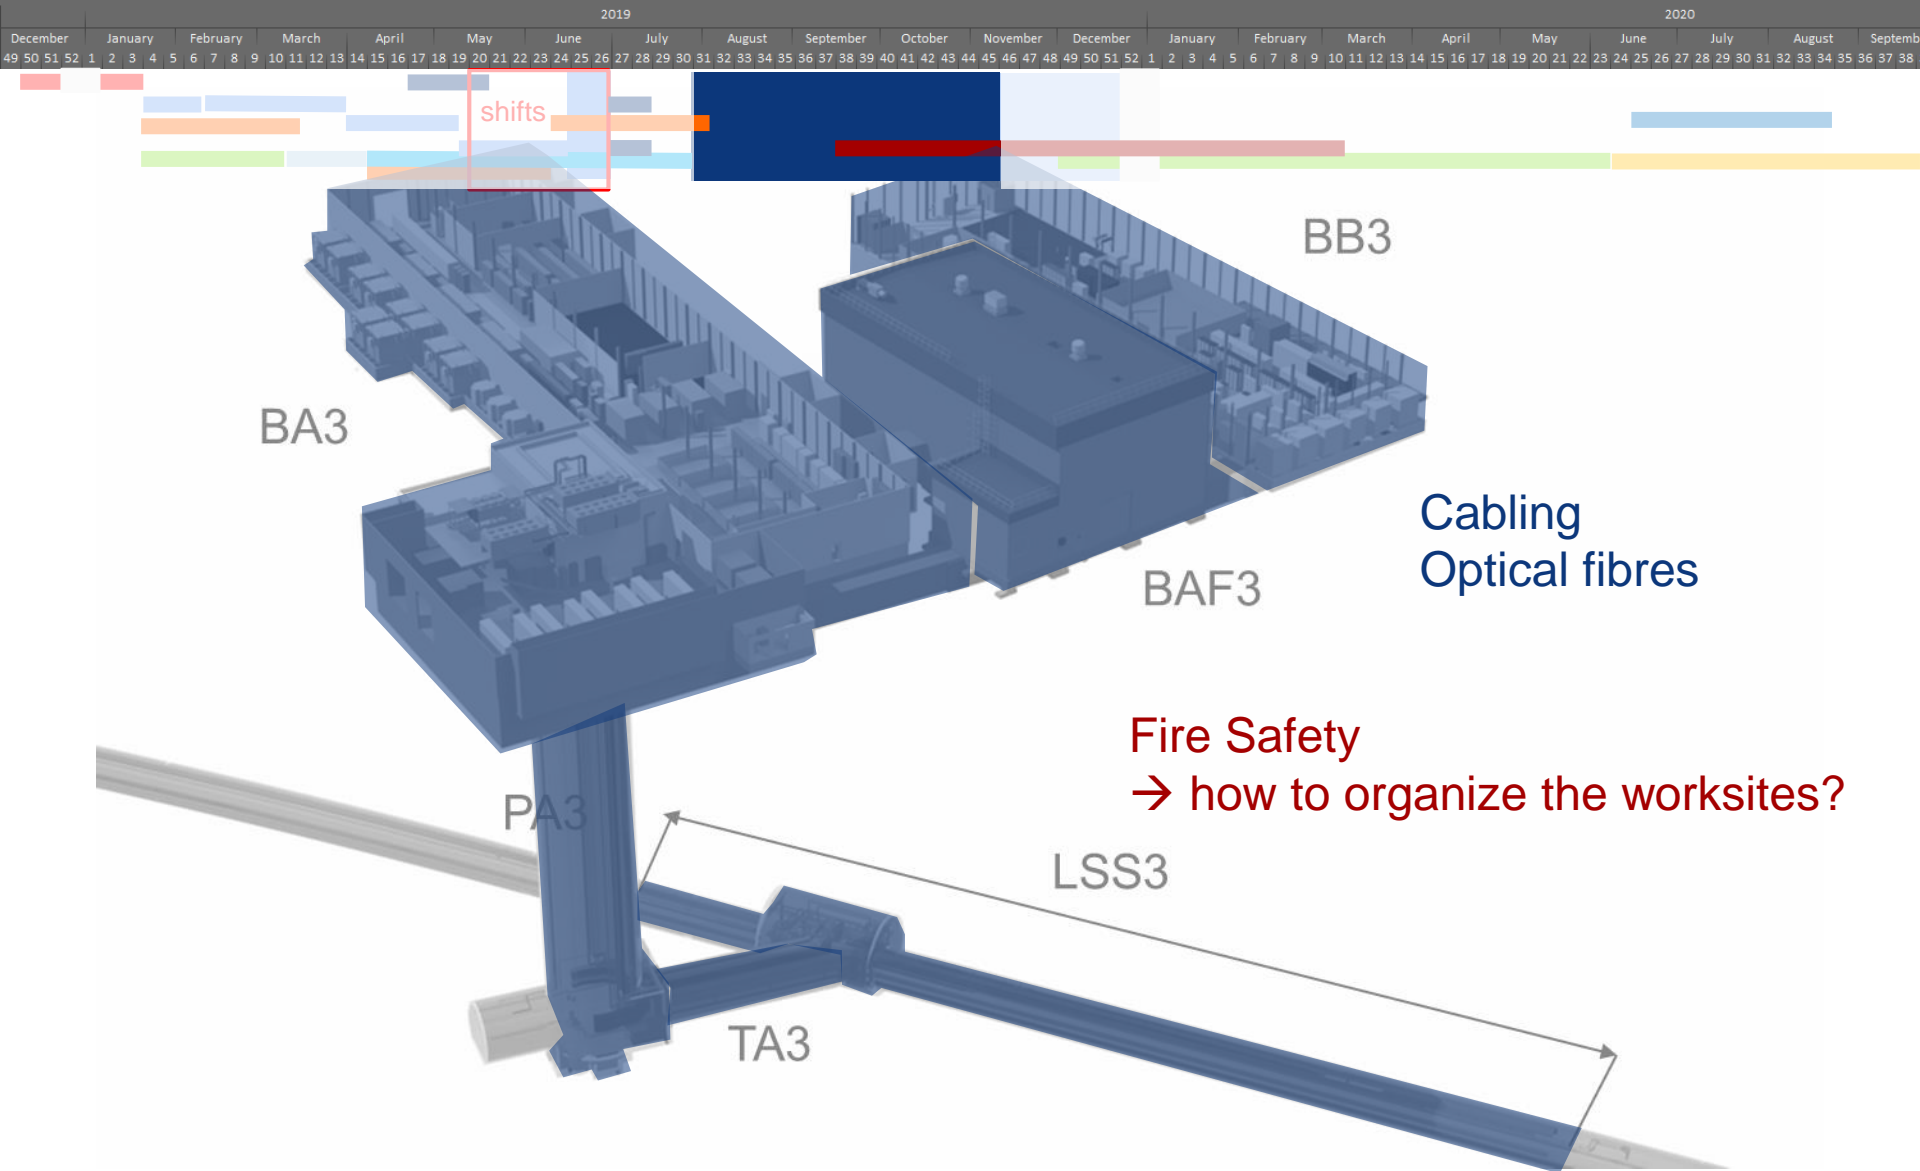 2019 2020
December January February March April May June July August September October November December January February March April May June July August Septemb
49 50 51 52 1 2 3 4 5 6 7 8 9 10 11 12 13 14 15 16 17 18 19 20 21 22 23 24 25 26 27 28 29 30 31 32 33 34 35 36 37 38 39 40 41 42 43 44 45 46 47 48 49 50 51 52 1 2 3 4 5 6 7 8 9 10 11 12 13 14 15 16 17 18 19 20 21 22 23 24 25 26 27 28 29 30 31 32 33 34 35 36 37 38
shifts
BB3
BA3
Cabling
Optical fibres
BAF3
Fire Safety
→ how to organize the worksites?
PA3
LSS3
TA3